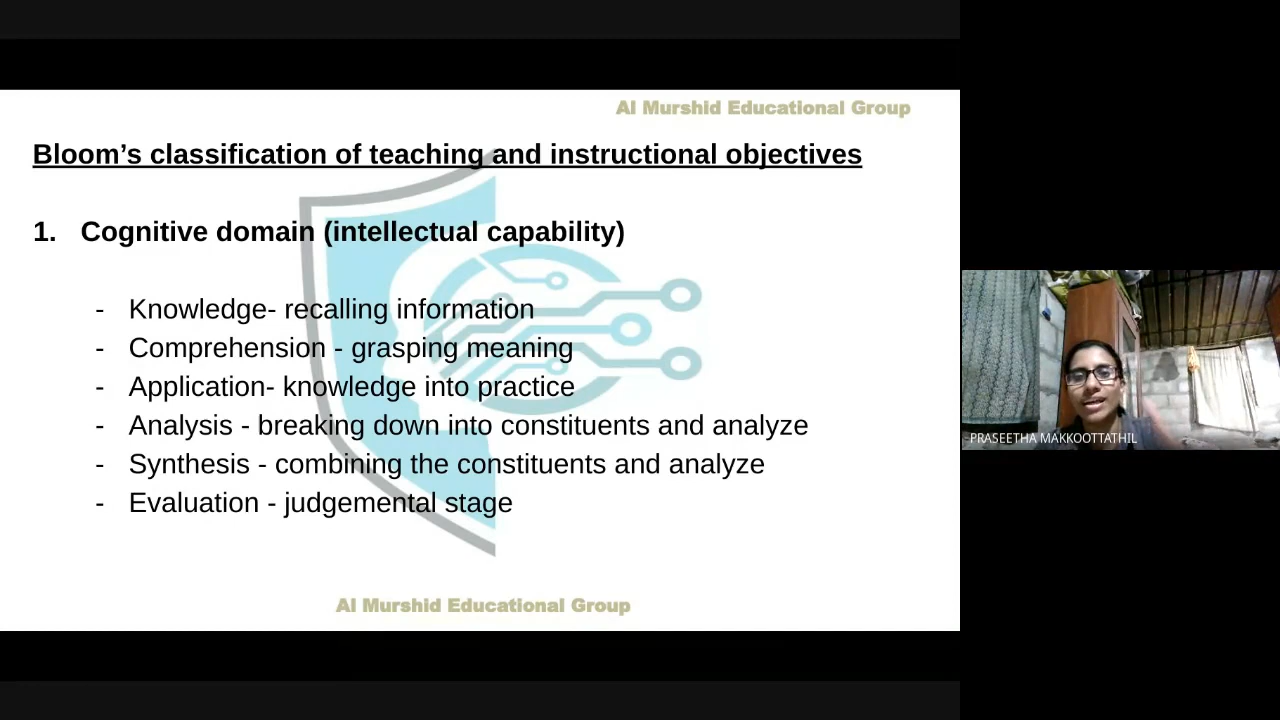 Al Murshid Educational Group
Bloom’s classification of teaching and instructional objectives
1. Cognitive domain (intellectual capability)
- Knowledge- recalling information
- Comprehension - grasping meaning
- Application- knowledge into practice
- Analysis - breaking down into constituents and analyze
- Synthesis - combining the constituents and analyze
- Evaluation - judgemental stage
Al Murshid Educational Group
PRASEETHA MAKKOOTTATHIL